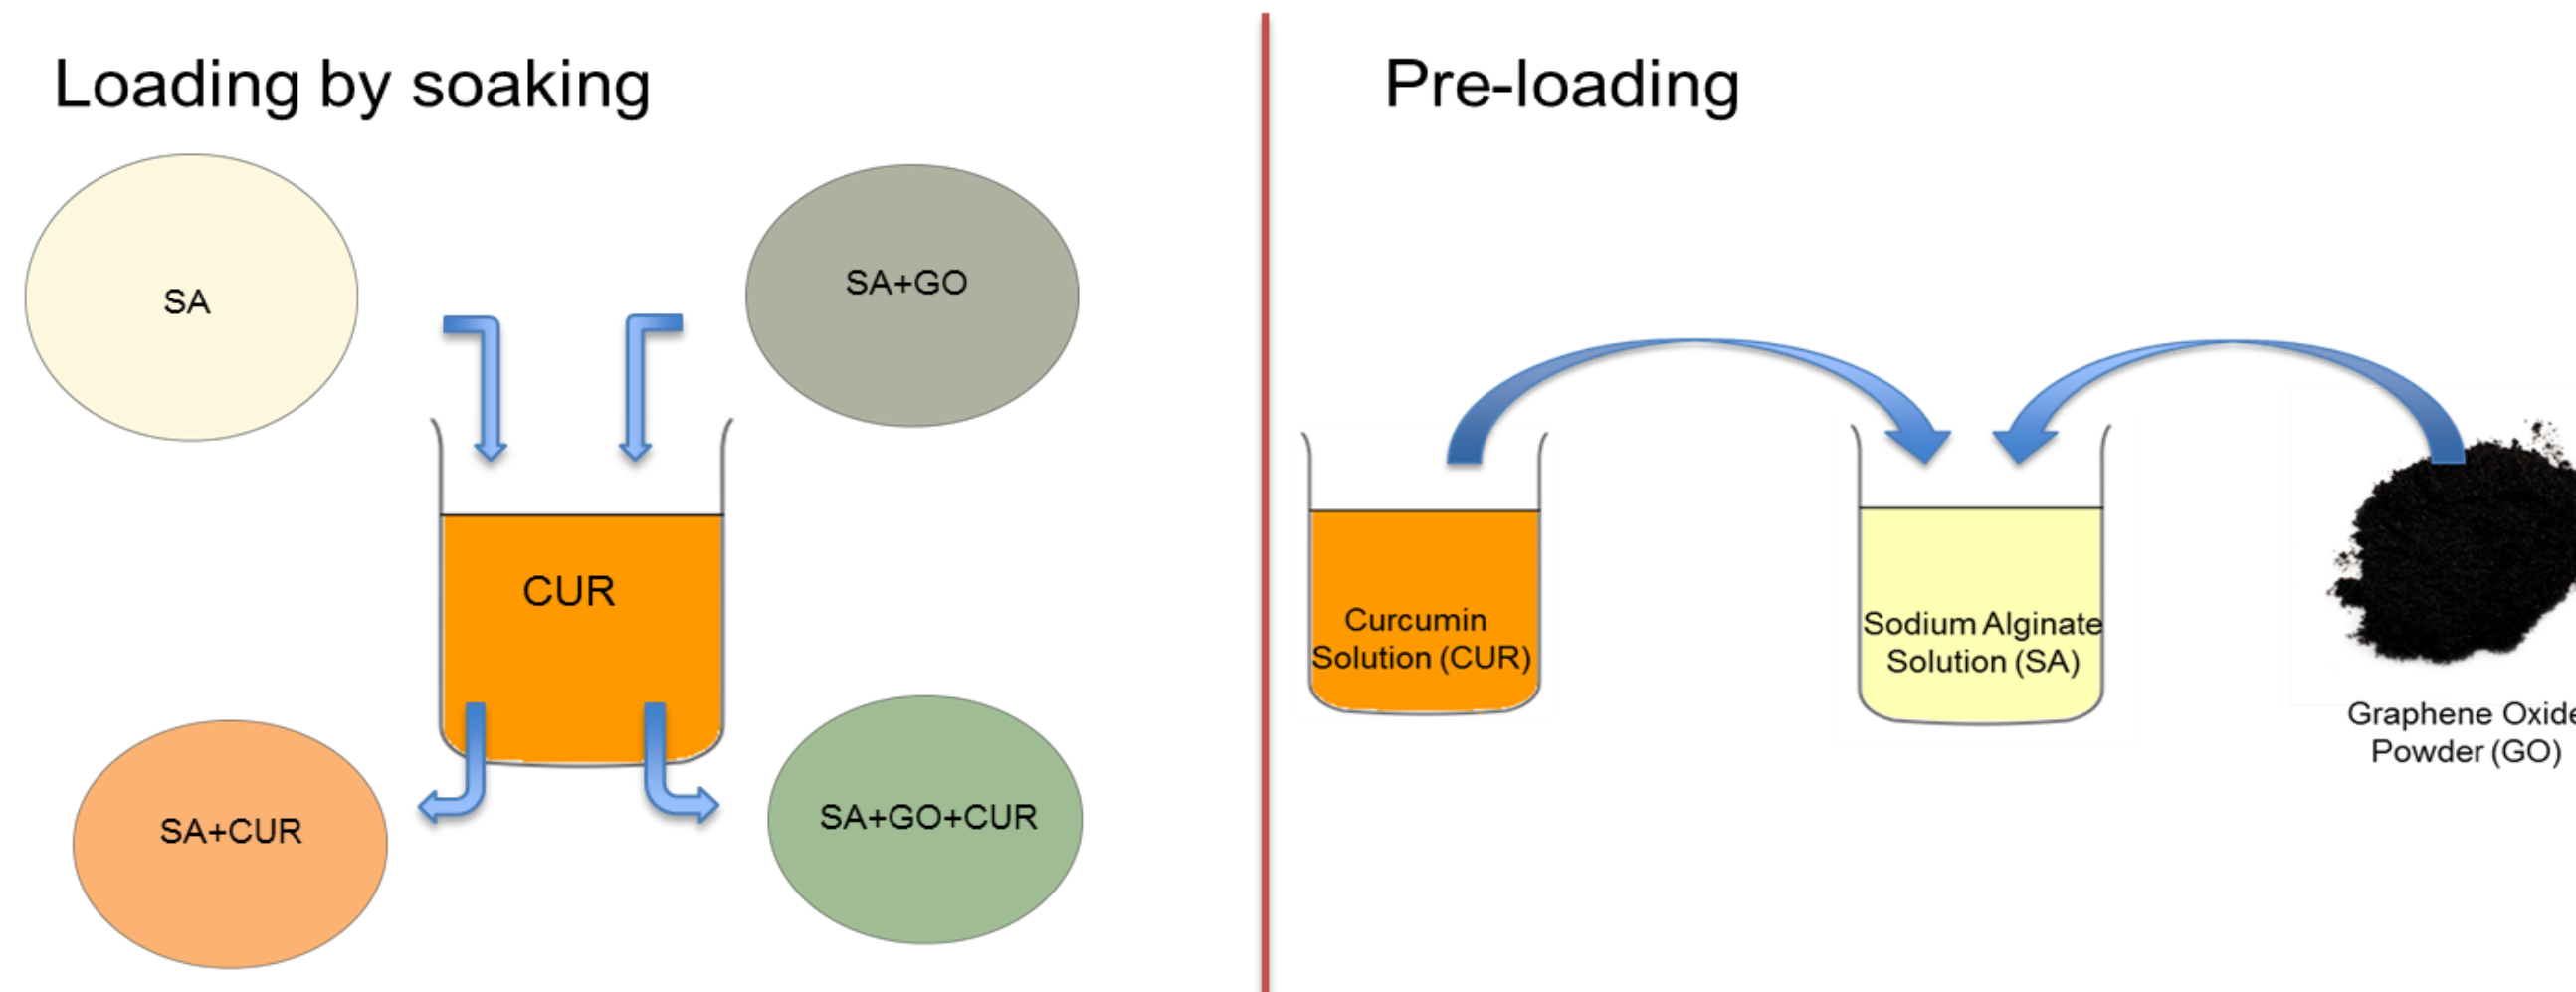 Loading by soaking
SA
SA+GO
CUR
SA+CUR
SA+GO+CUR
Pre-loading
Curcumin
Solution (CUR)
Sodium Alginate
Solution (SA)
Graphene Oxide
Powder (GO)